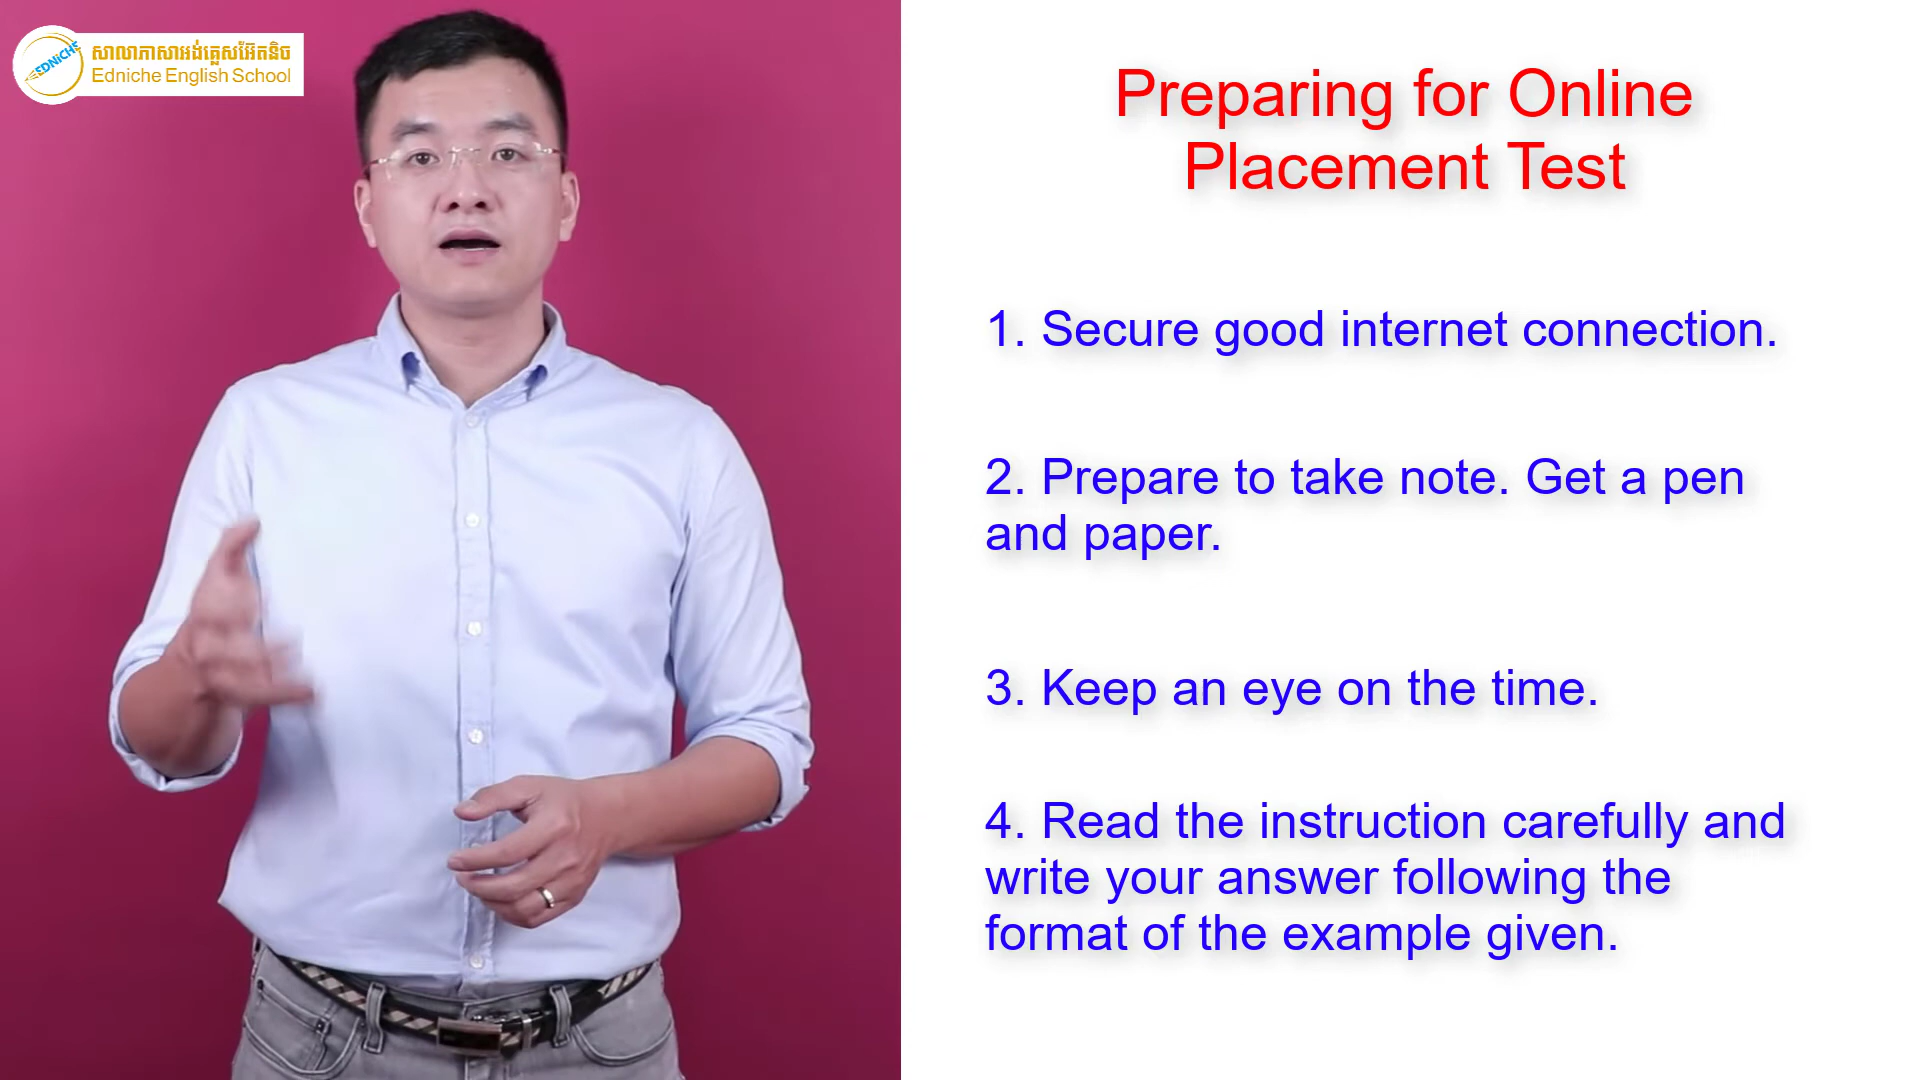 EDNiCHE
សាលាភាសាអង់គ្លេសអ៊ែតនិច
Edniche English School
Preparing for Online
Placement Test
1. Secure good internet connection.
2. Prepare to take note. Get a pen
and paper.
3. Keep an eye on the time.
4. Read the instruction carefully and
write your answer following the
format of the example given.